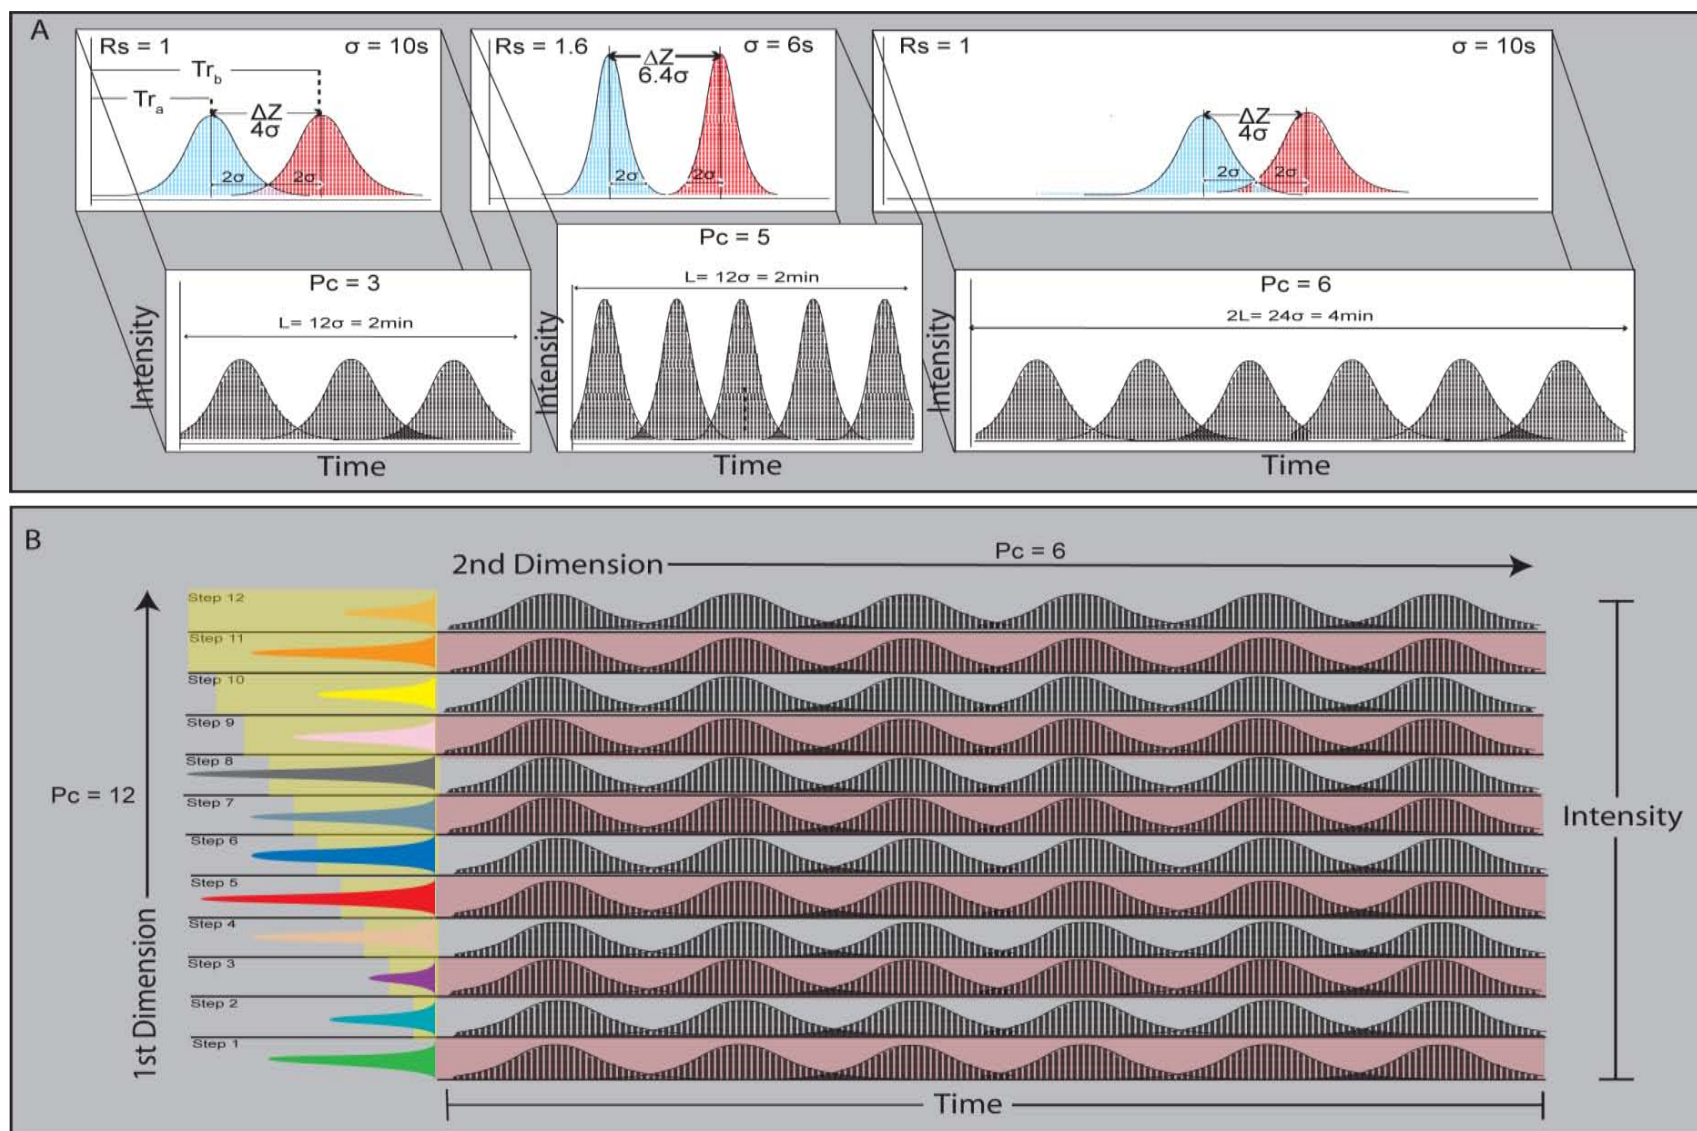 A
Rs = 1
σ = 10s
Tr_b
Tr_a
ΔZ
4σ
2σ
2σ
Pc = 3
L= 12σ = 2min
Intensity
Time
Rs = 1.6
σ = 6s
ΔZ
6.4σ
2σ
2σ
Pc = 5
L= 12σ = 2min
Intensity
Time
Rs = 1
σ = 10s
ΔZ
4σ
2σ
2σ
Pc = 6
2L= 24σ = 4min
Intensity
Time
B
2nd Dimension
Pc = 6
Step 12
Step 11
Step 10
Step 9
Step 8
Step 7
Step 6
Step 5
Step 4
Step 3
Step 2
Step 1
Pc = 12
1st Dimension
Intensity
Time